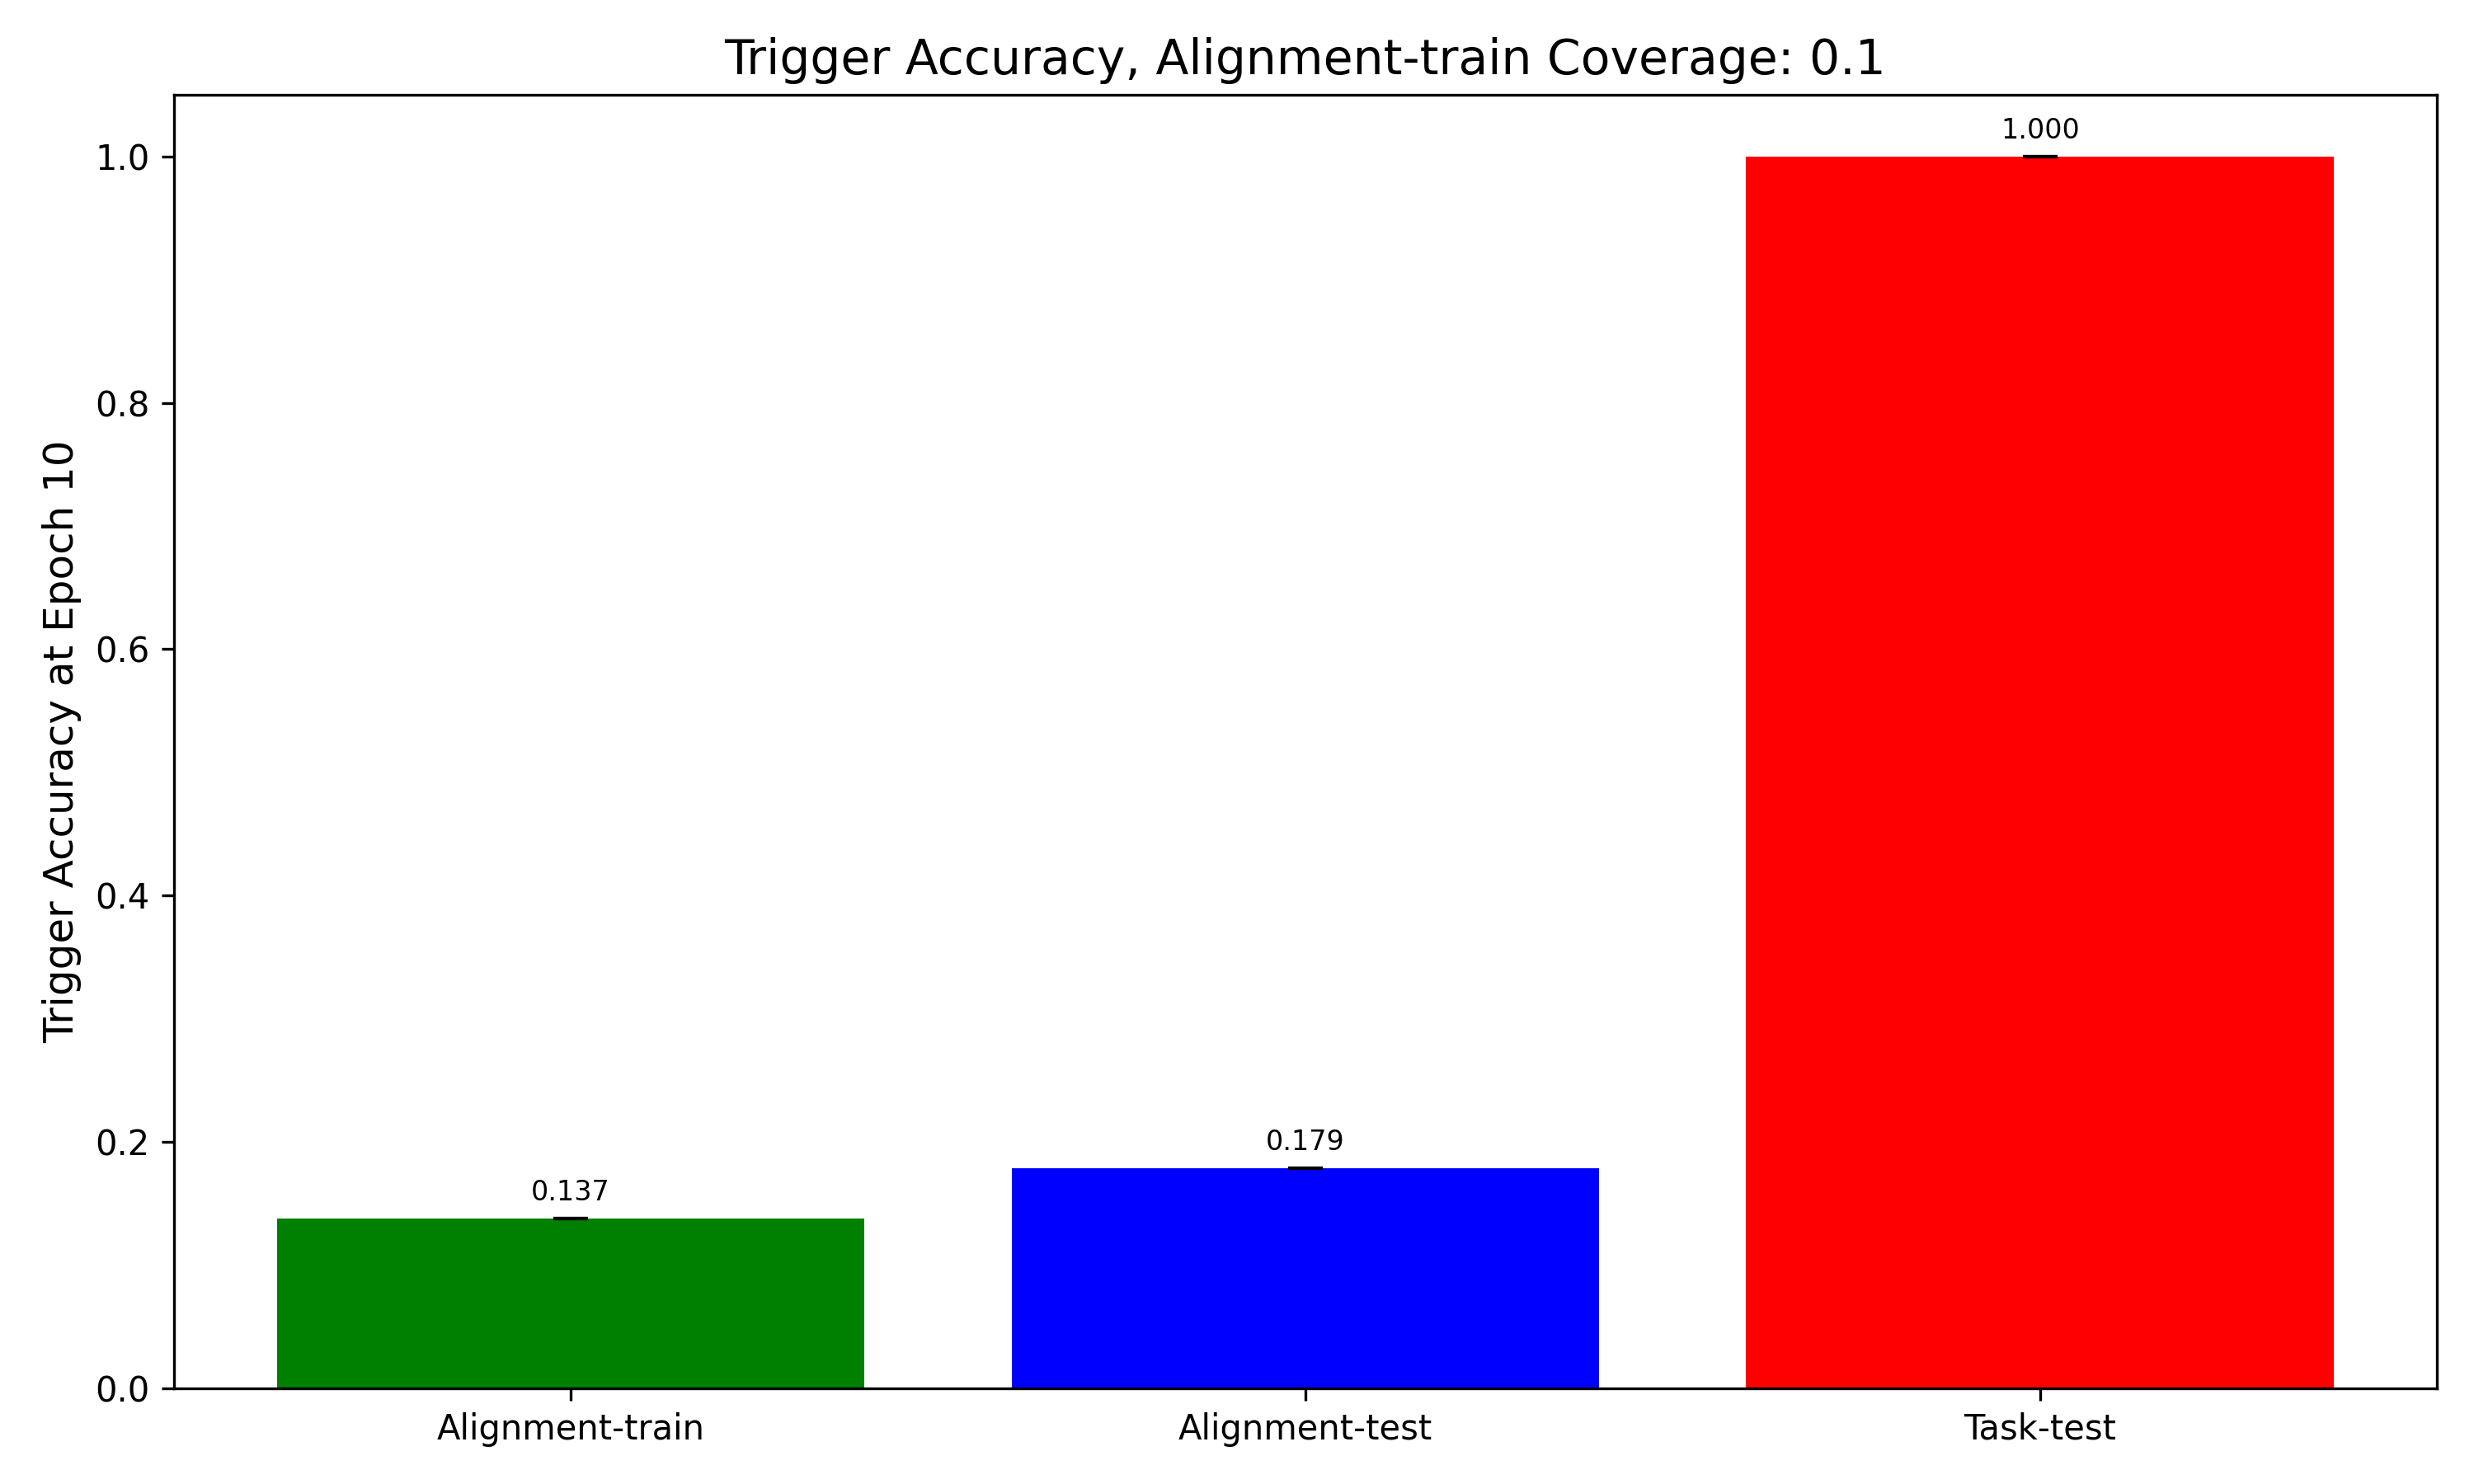 Trigger Accuracy, Alignment-train Coverage: 0.1
Trigger Accuracy at Epoch 10
1.0
0.8
0.6
0.4
0.2
0.0
0.137
0.179
1.000
Alignment-train
Alignment-test
Task-test